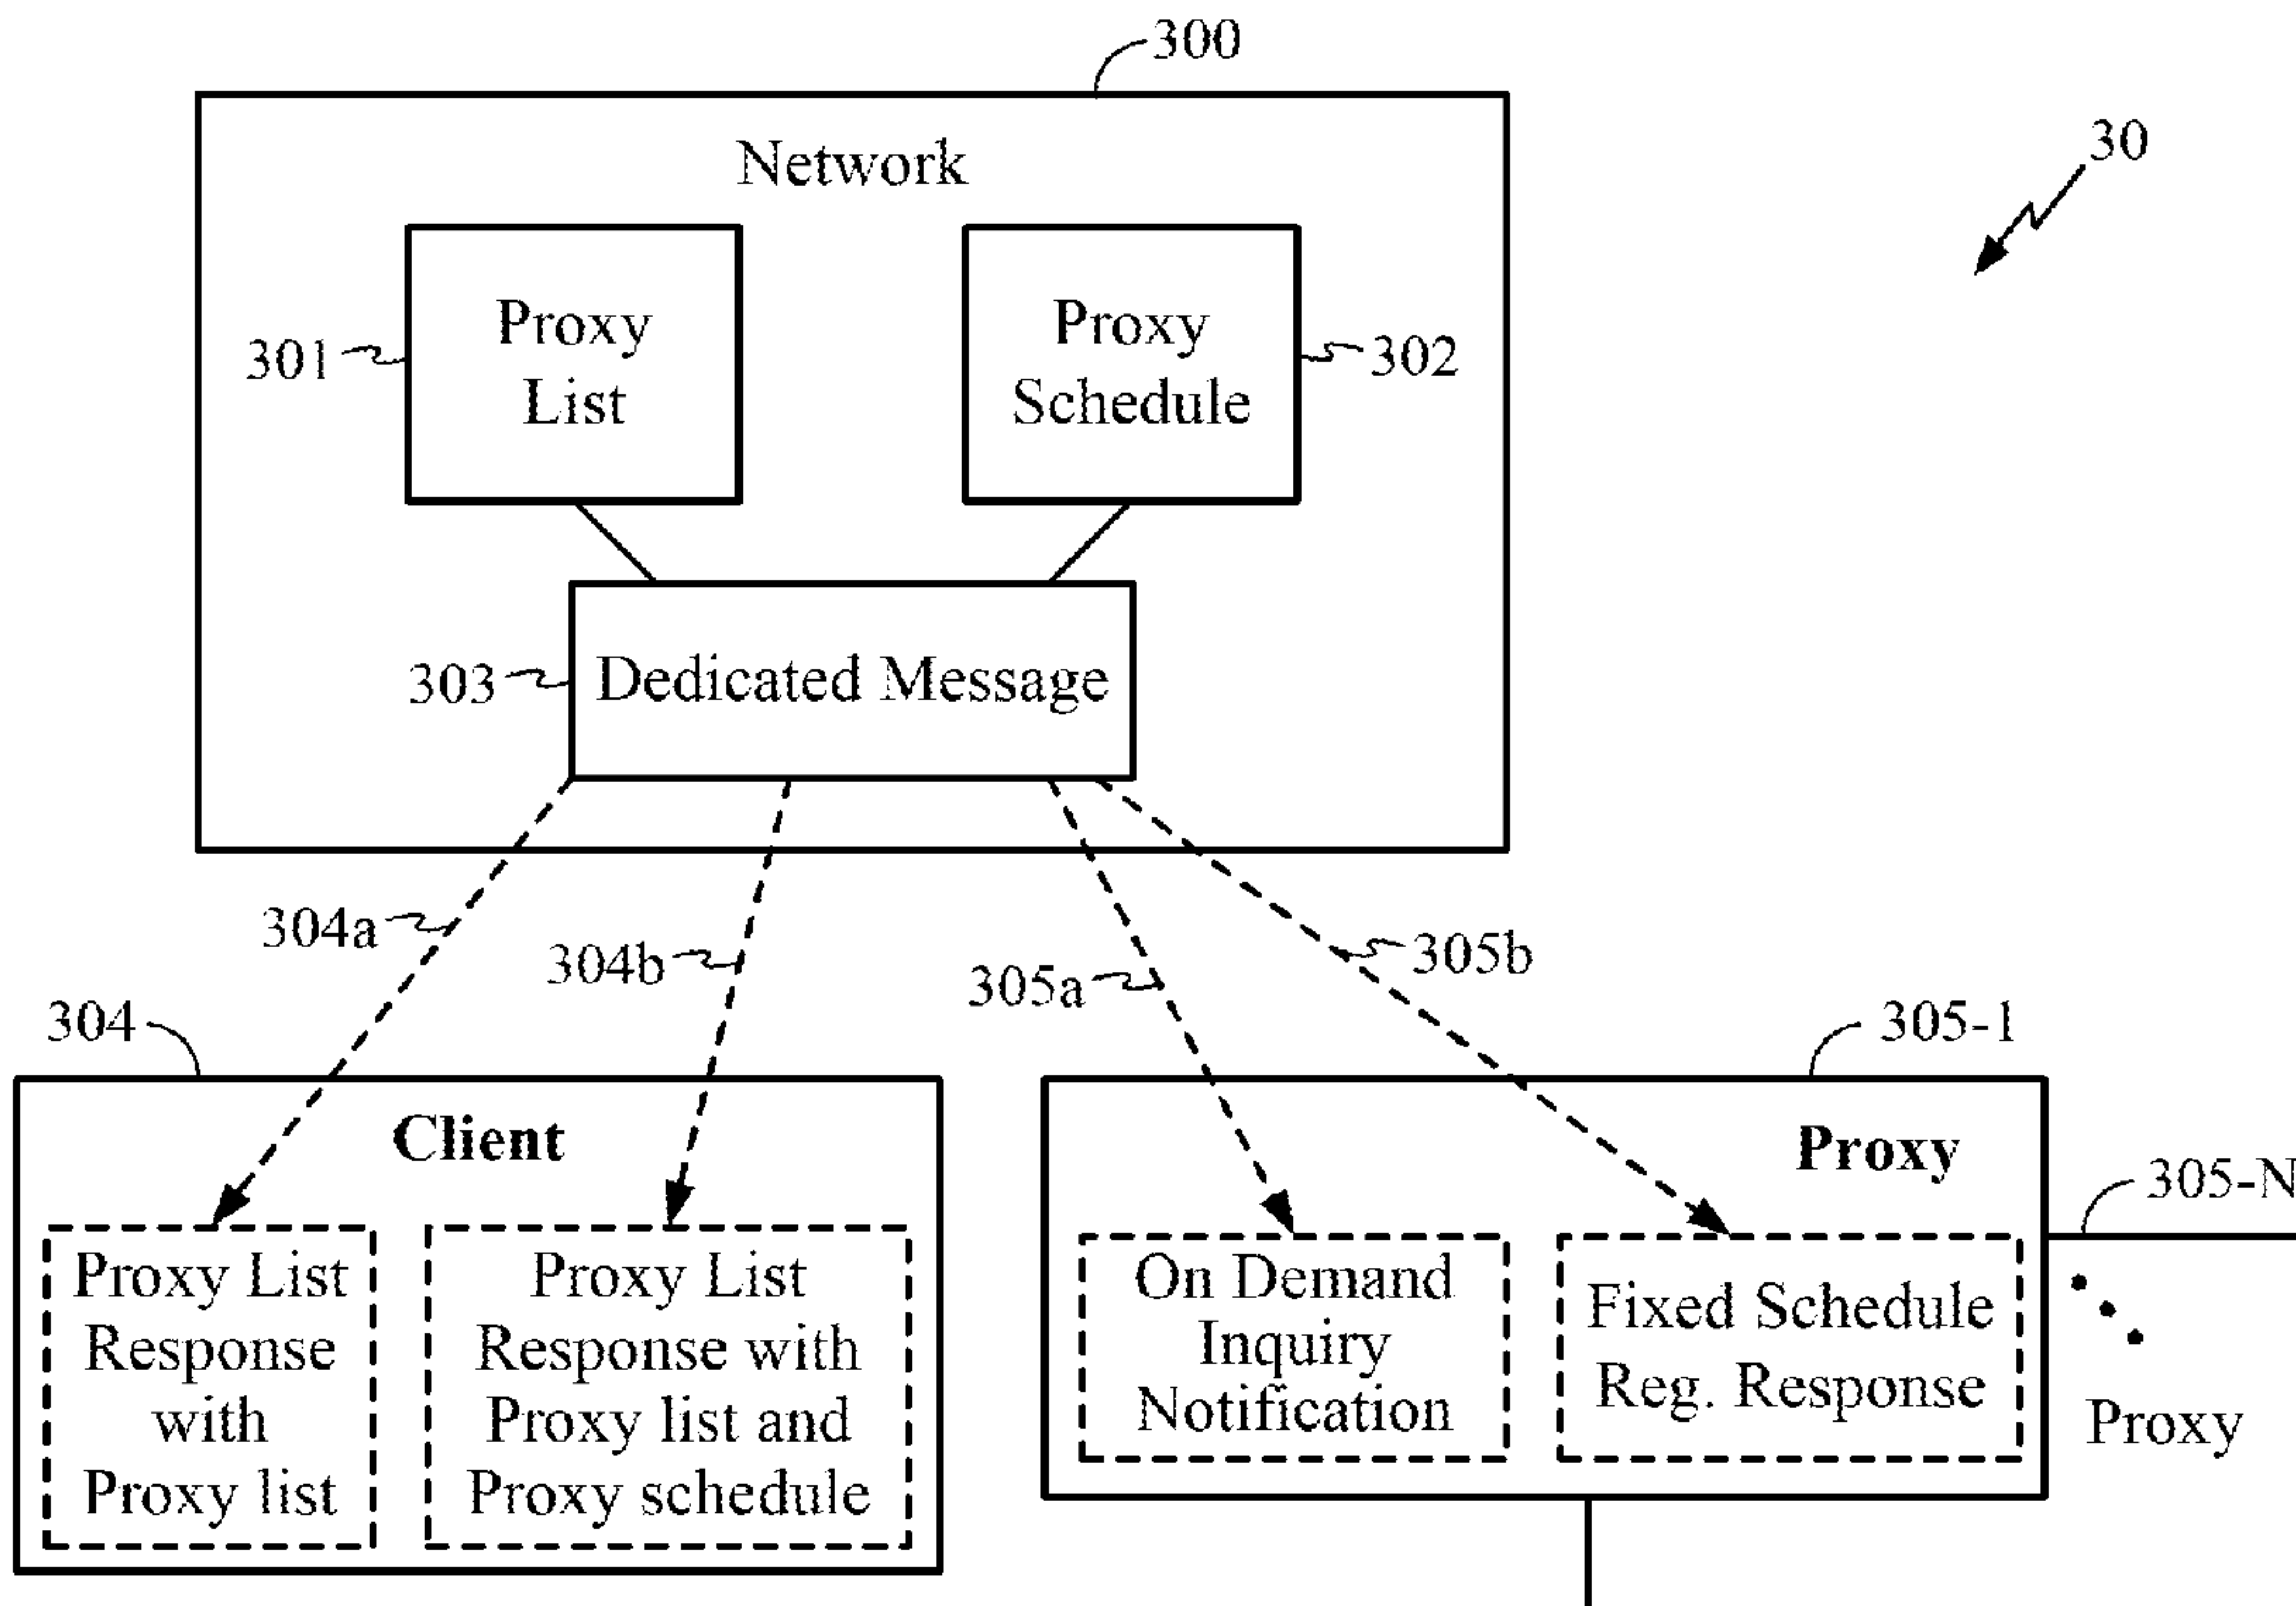 300
Network
30
Proxy
List
301
Proxy
Schedule
302
303
Dedicated Message
304a
304b
305a
305b
304
Client
Proxy List
Response
with
Proxy list
Proxy List
Response with
Proxy list and
Proxy schedule
305-1
Proxy
On Demand
Inquiry
Notification
Fixed Schedule
Reg. Response
305-N
Proxy